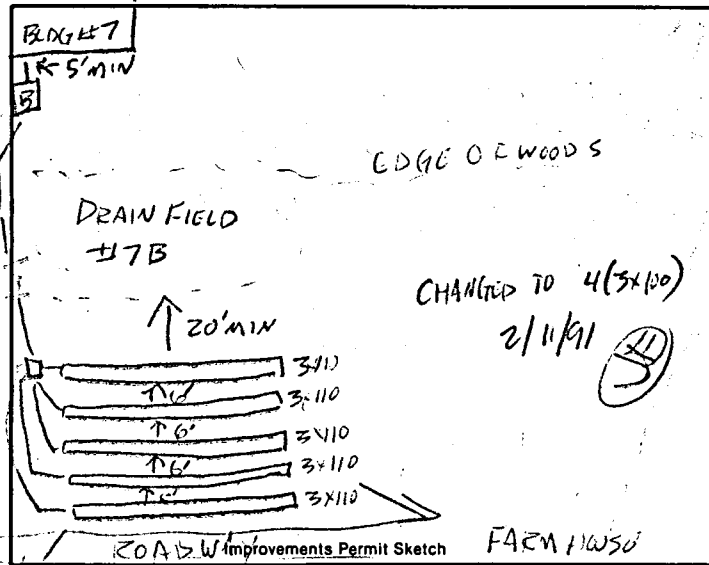 BLDG #7
5' MIN
B
EDGE OF WOODS
DRAIN FIELD
#7B
CHANGED TO 4(3x100)
2/11/91
20' MIN
3x110
6'
3x110
6'
3x110
6'
3x110
6'
3x110
Improvements Permit Sketch
FARM HOUSE